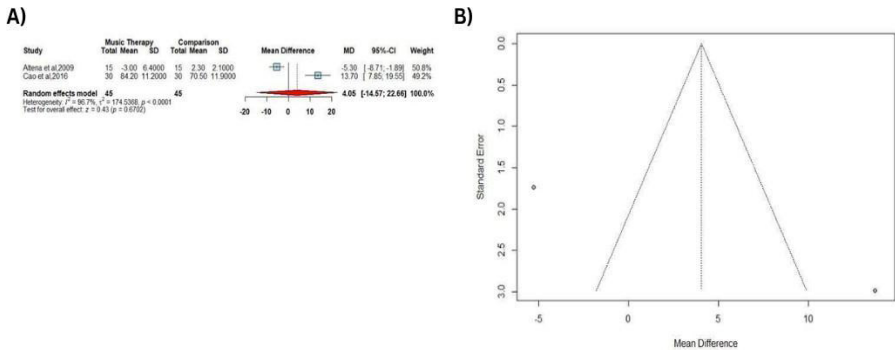 A)
Music Therapy Comparison
Study Total Mean SD Total Mean SD Mean Difference MD 95%-CI Weight
Altena et al,2009 15 -3.00 6.4000 15 2.30 2.1000 -5.30 [-8.71; -1.89] 50.8%
Cao et al,2016 30 84.20 11.2000 30 70.50 11.9000 13.70 [ 7.85; 19.55] 49.2%
Random effects model 45 45 4.05 [-14.57; 22.66] 100.0%
Heterogeneity: I² = 96.7%, τ² = 174.5368, p < 0.0001
Test for overall effect: z = 0.43 (p = 0.6702)
-20 -10 0 10 20
B)
Standard Error
0.0
0.5
1.0
1.5
2.0
2.5
3.0
-5 0 5 10
Mean Difference